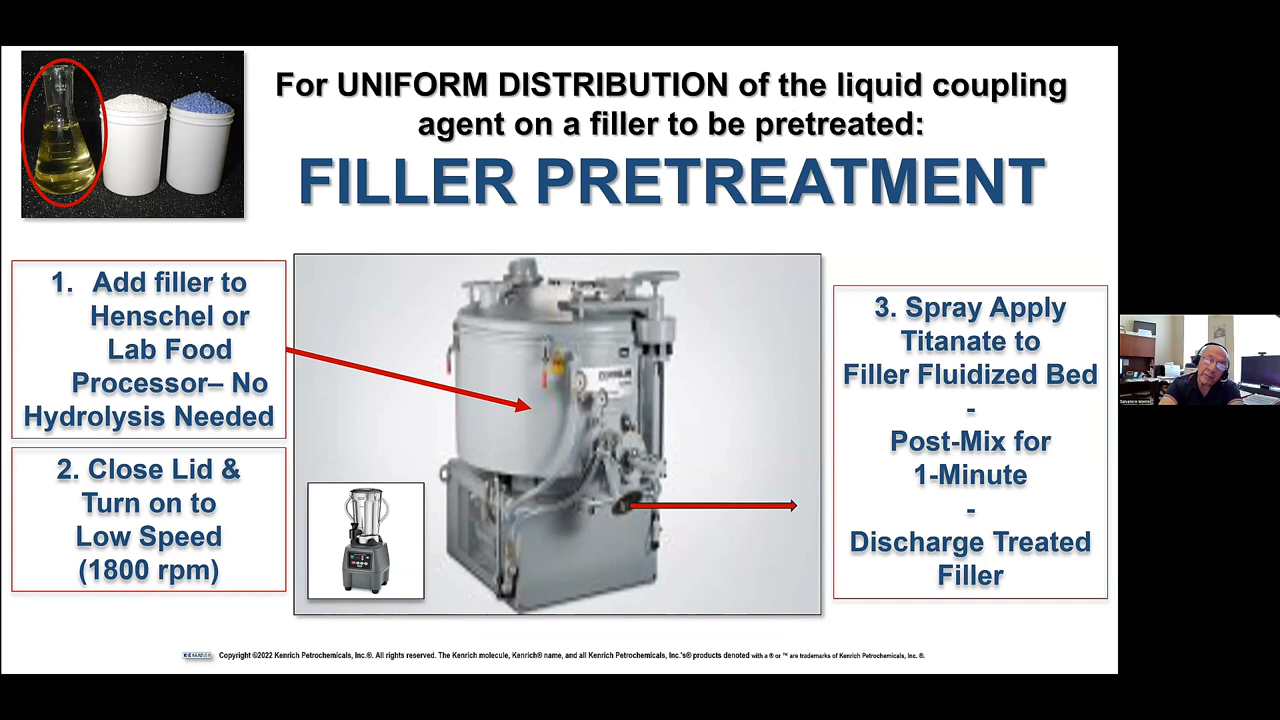 For UNIFORM DISTRIBUTION of the liquid coupling
agent on a filler to be pretreated:
FILLER PRETREATMENT
1. Add filler to
Henschel or
Lab Food
Processor– No
Hydrolysis Needed
2. Close Lid &
Turn on to
Low Speed
(1800 rpm)
3. Spray Apply
Titanate to
Filler Fluidized Bed
-
Post-Mix for
1-Minute
-
Discharge Treated
Filler
Copyright ©2022 Kenrich Petrochemicals, Inc.®. All rights reserved. The Kenrich molecule, Kenrich® name, and all Kenrich Petrochemicals, Inc.'s® products denoted with a ® or ™ are trademarks of Kenrich Petrochemicals, Inc. ®.
Salvatore